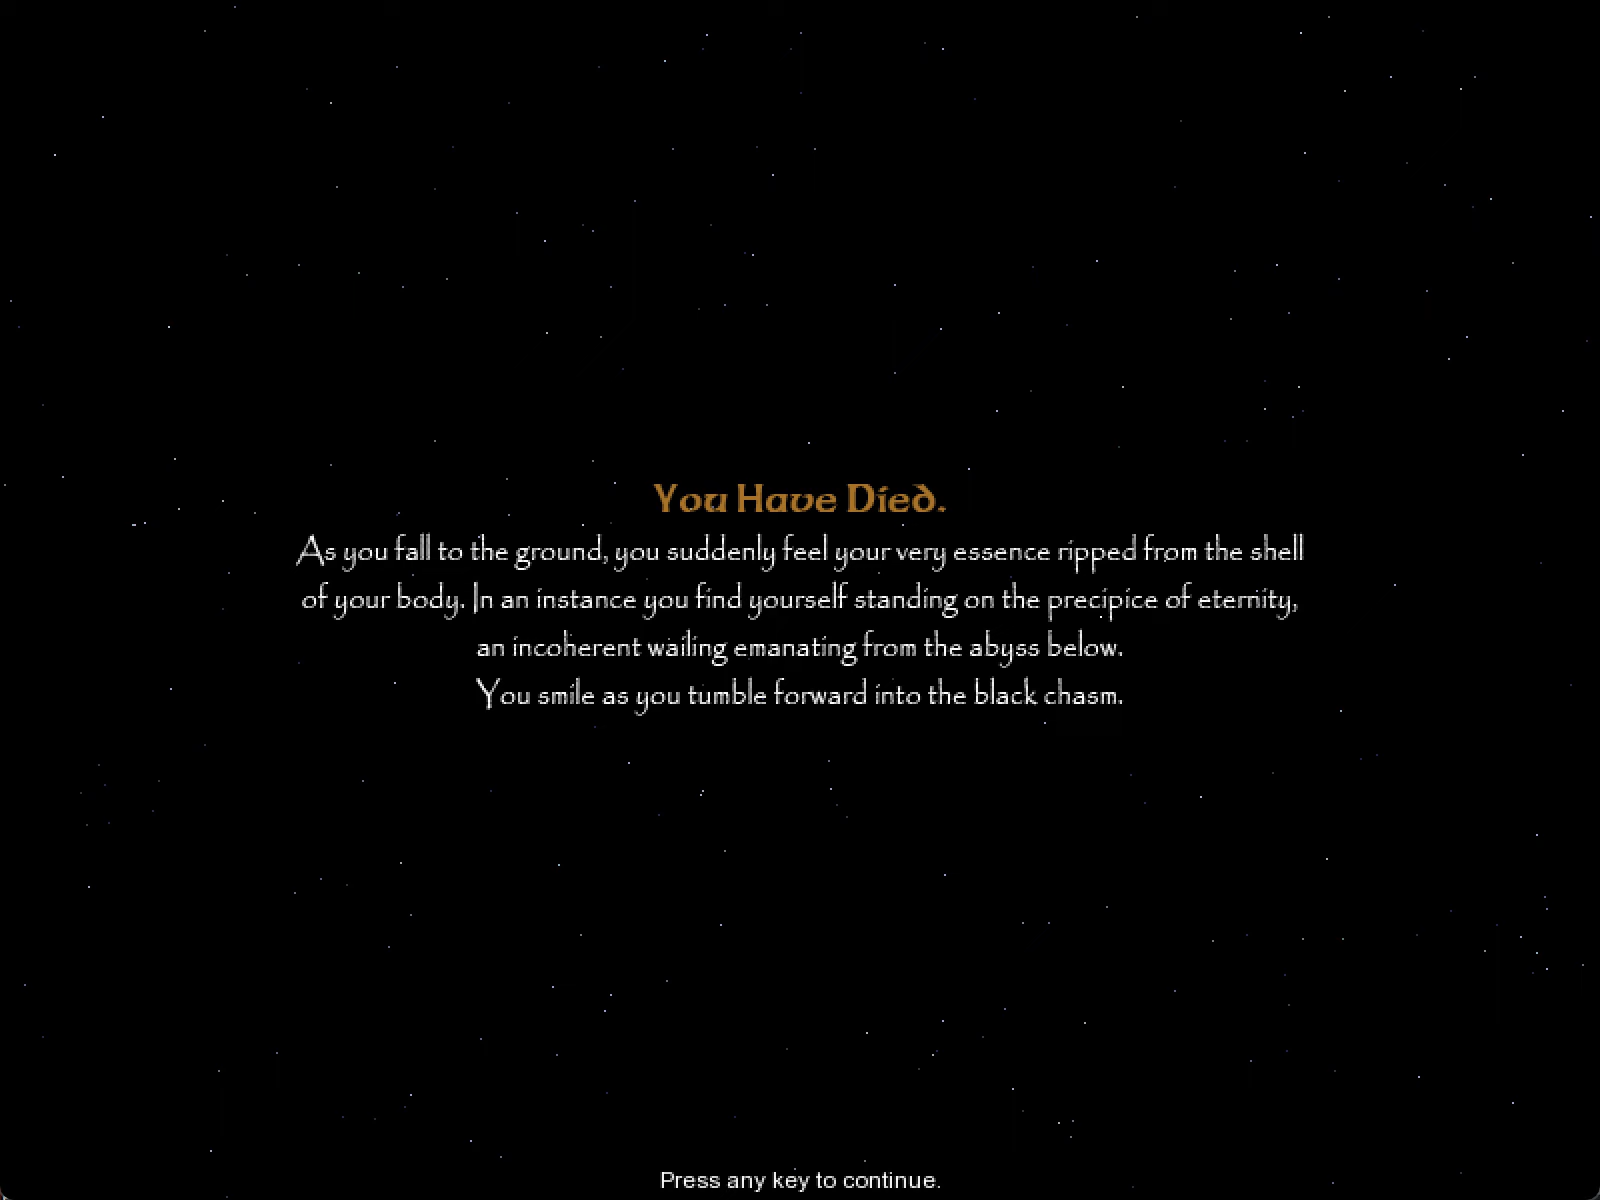 You Have Died.
As you fall to the ground, you suddenly feel your very essence ripped from the shell
of your body. In an instance you find yourself standing on the precipice of eternity,
an incoherent wailing emanating from the abyss below.
You smile as you tumble forward into the black chasm.
Press any key to continue.